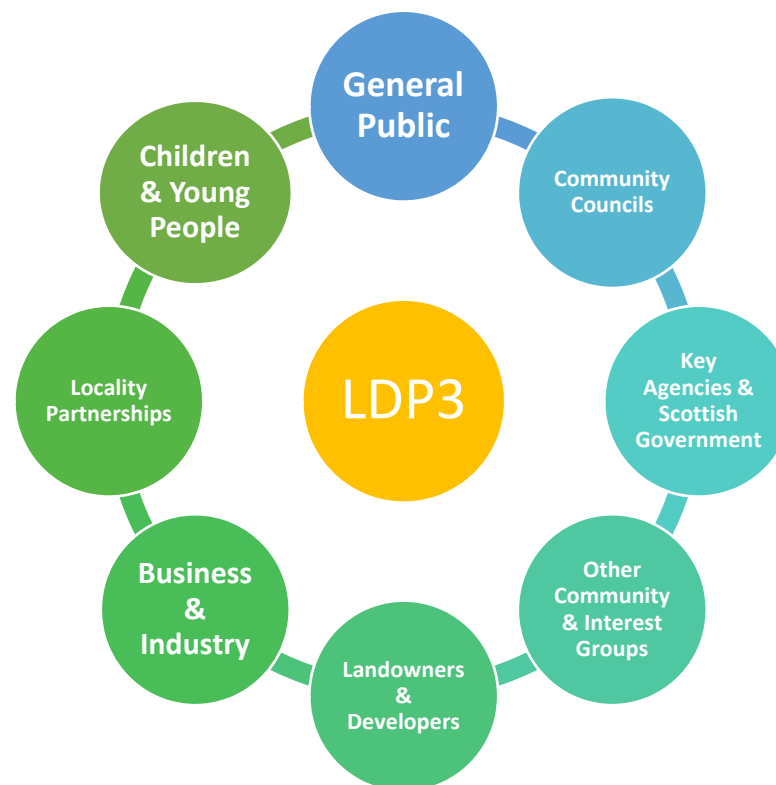 General
Public
Community
Councils
Key
Agencies &
Scottish
Government
Other
Community
& Interest
Groups
Landowners
&
Developers
Business
&
Industry
Locality
Partnerships
Children
& Young
People
LDP3